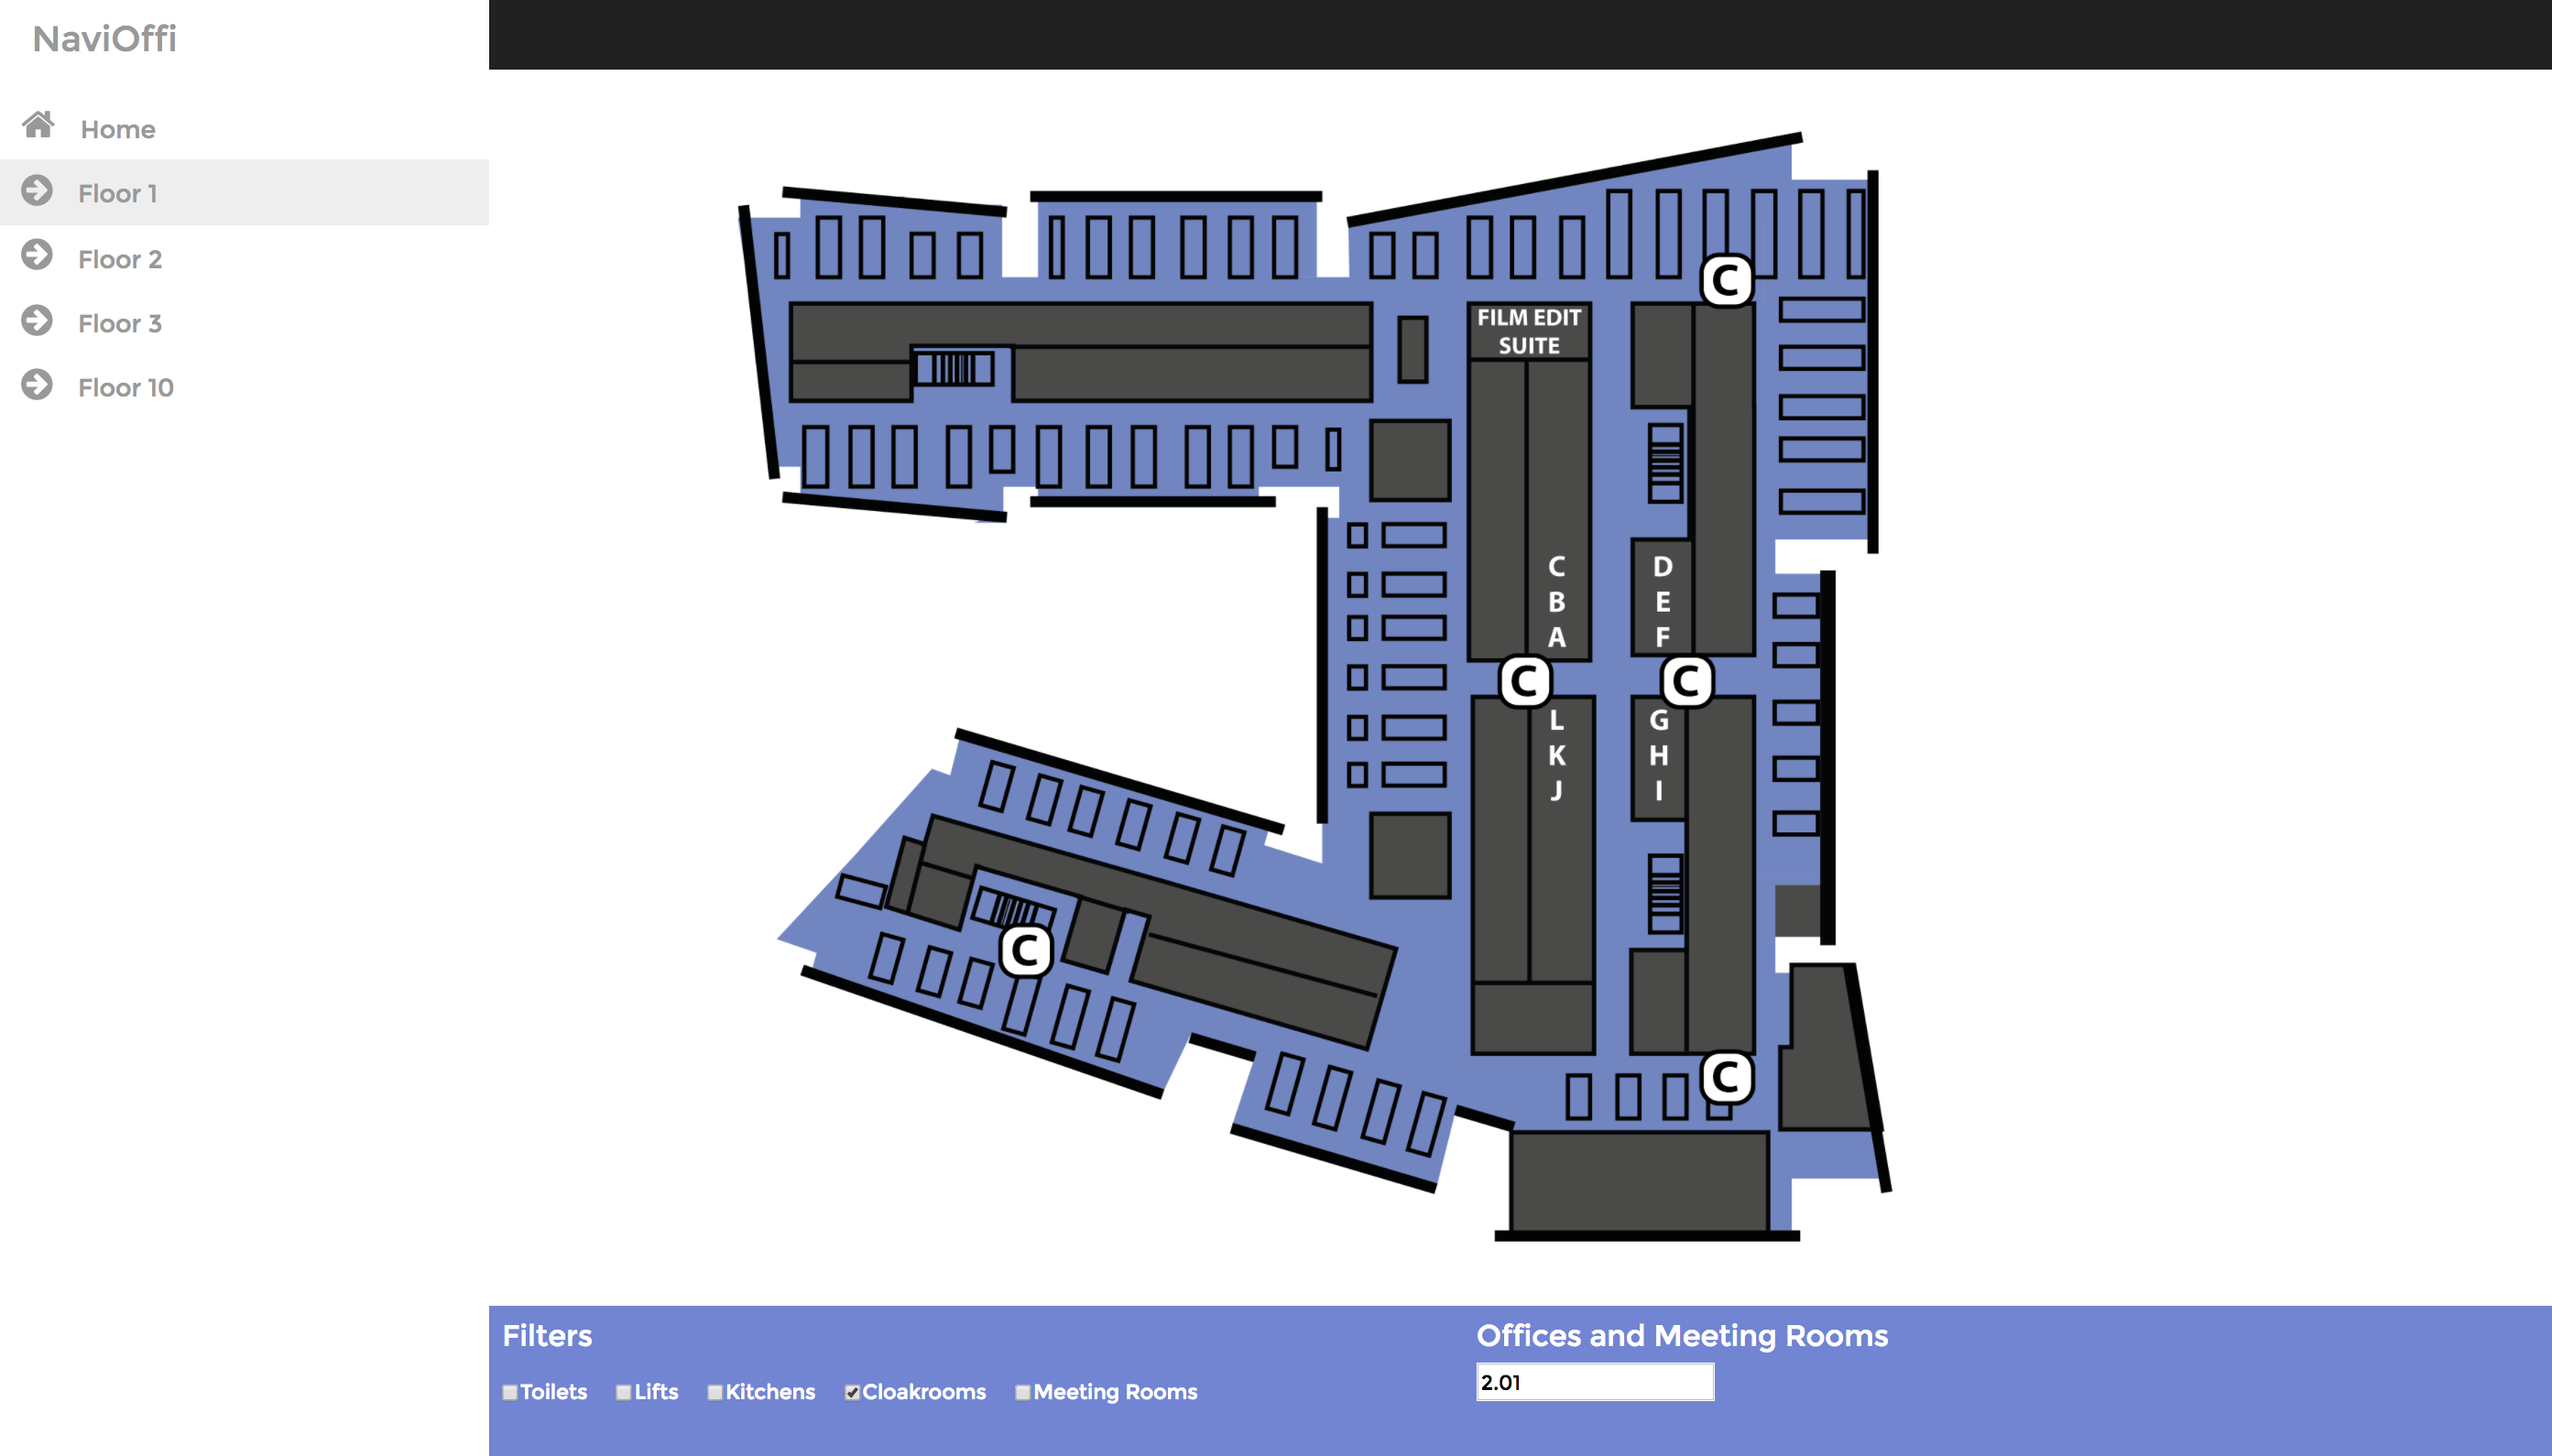 NaviOffi
Home
Floor 1
Floor 2
Floor 3
Floor 10
C
FILM EDIT
SUITE
C
B
A
D
E
F
C
C
L
K
J
G
H
I
C
C
Filters
Toilets Lifts Kitchens Cloakrooms Meeting Rooms
Offices and Meeting Rooms
2.01